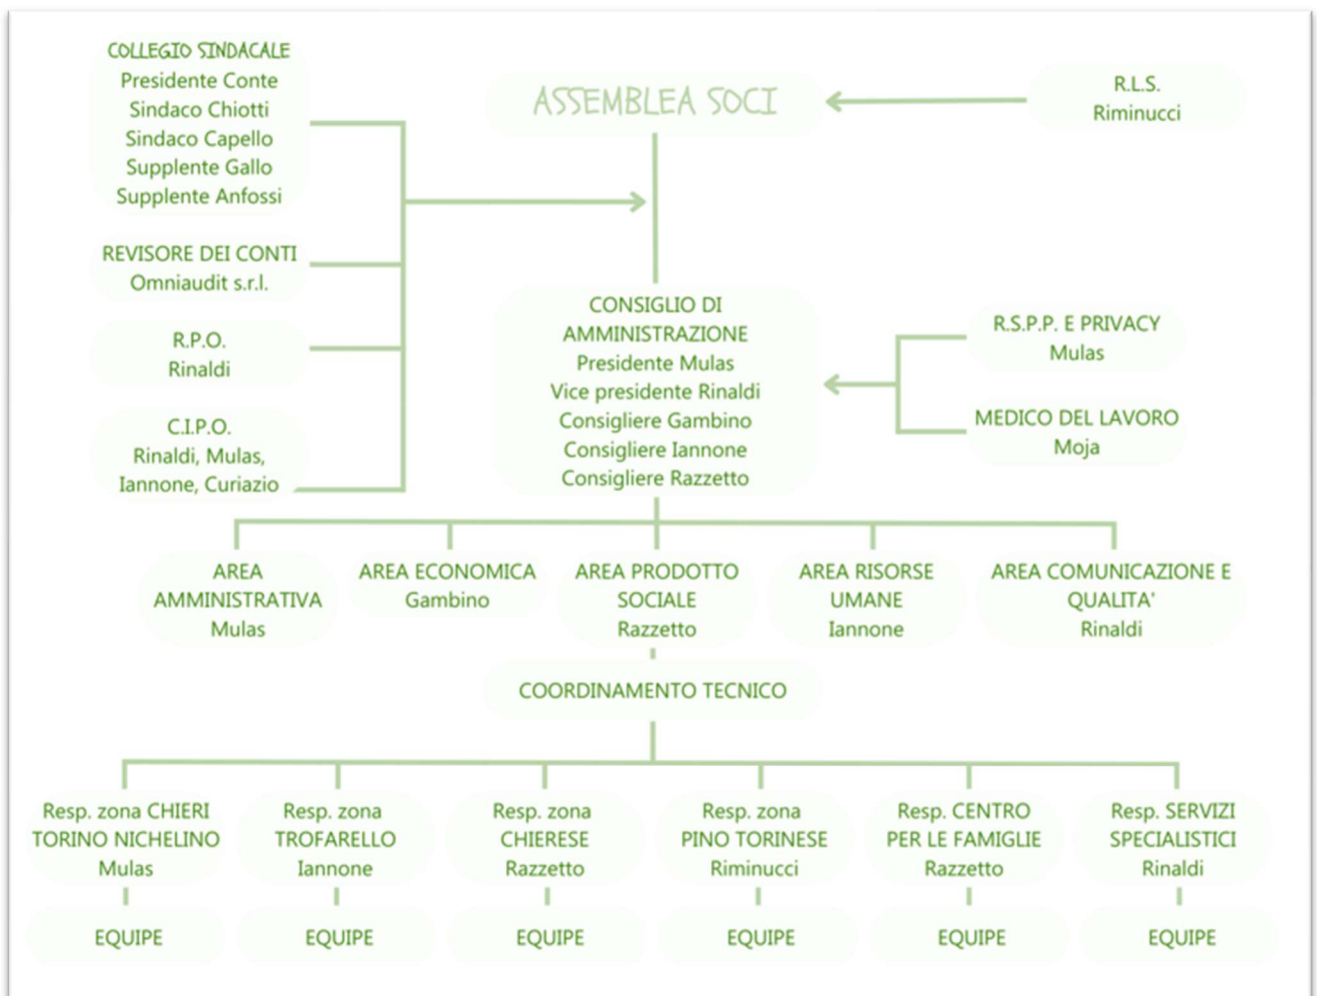 COLLEGIO SINDACALE
Presidente Conte
Sindaco Chiotti
Sindaco Capello
Supplente Gallo
Supplente Anfossi
ASSEMBLEA SOCI
R.L.S.
Riminucci
REVISORE DEI CONTI
Omniaudit s.r.l.
R.P.O.
Rinaldi
C.I.P.O.
Rinaldi, Mulas,
Iannone, Curiazio
CONSIGLIO DI
AMMINISTRAZIONE
Presidente Mulas
Vice presidente Rinaldi
Consigliere Gambino
Consigliere Iannone
Consigliere Razzetto
R.S.P.P. E PRIVACY
Mulas
MEDICO DEL LAVORO
Moja
AREA
AMMINISTRATIVA
Mulas
AREA ECONOMICA
Gambino
AREA PRODOTTO
SOCIALE
Razzetto
AREA RISORSE
UMANE
Iannone
AREA COMUNICAZIONE E
QUALITA'
Rinaldi
COORDINAMENTO TECNICO
Resp. zona CHIERI
TORINO NICHELINO
Mulas
Resp. zona
TROFARELLO
Iannone
Resp. zona
CHIERESE
Razzetto
Resp. zona
PINO TORINESE
Riminucci
Resp. CENTRO
PER LE FAMIGLIE
Razzetto
Resp. SERVIZI
SPECIALISTICI
Rinaldi
EQUIPE
EQUIPE
EQUIPE
EQUIPE
EQUIPE
EQUIPE